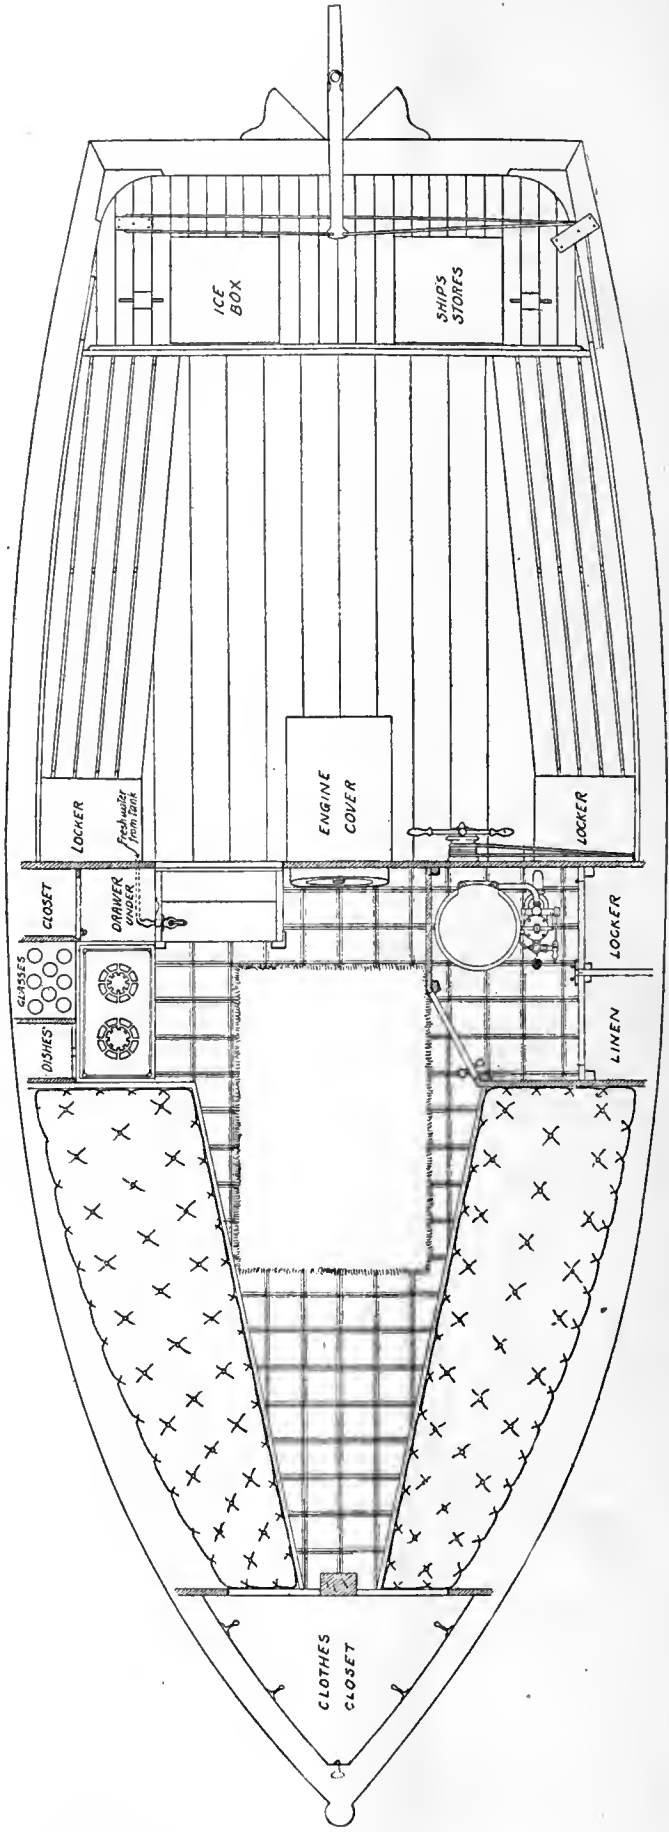 ICE
BOX
SHIP'S
STORES
LOCKER
Fresh water
from tank
ENGINE
COVER
LOCKER
CLOSET
DRAWER
UNDER
GLASSES
DISHES
LOCKER
LINEN
CLOTHES
CLOSET